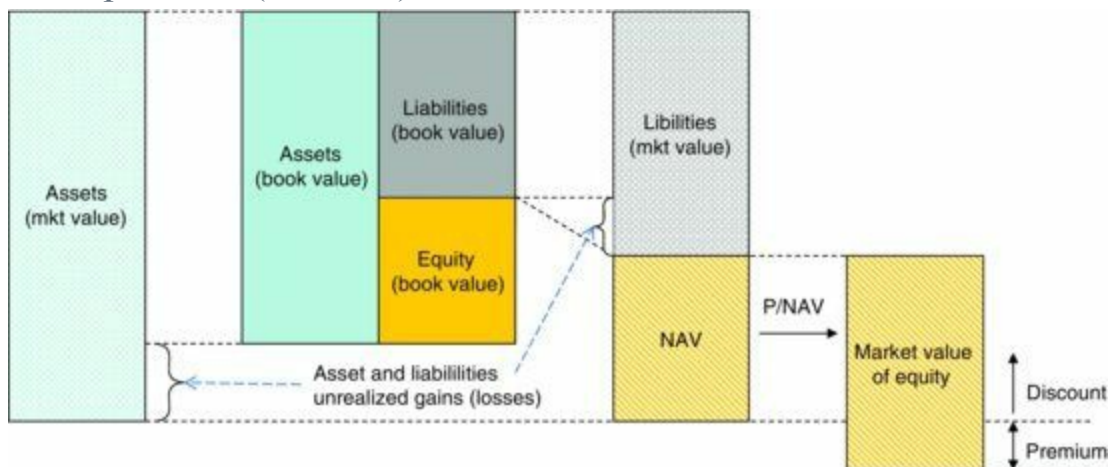 Assets
(mkt value)
Assets
(book value)
Liabilities
(book value)
Equity
(book value)
Libilities
(mkt value)
NAV
P/NAV
Market value
of equity
Discount
Premium
Asset and liabililities
unrealized gains (losses)